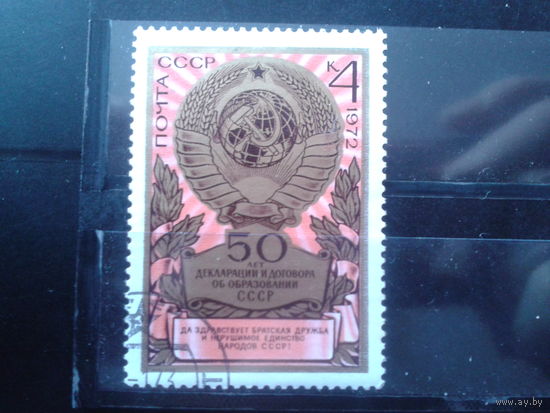 ПОЧТА СССР
К4
1972
50
ЛЕТ
ДЕКЛАРАЦИИ И ДОГОВОРА
ОБ ОБРАЗОВАНИИ
СССР
ДА ЗДРАВСТВУЕТ БРАТСКАЯ ДРУЖБА
И НЕРУШИМОЕ ЕДИНСТВО
НАРОДОВ СССР!
www.ay.by